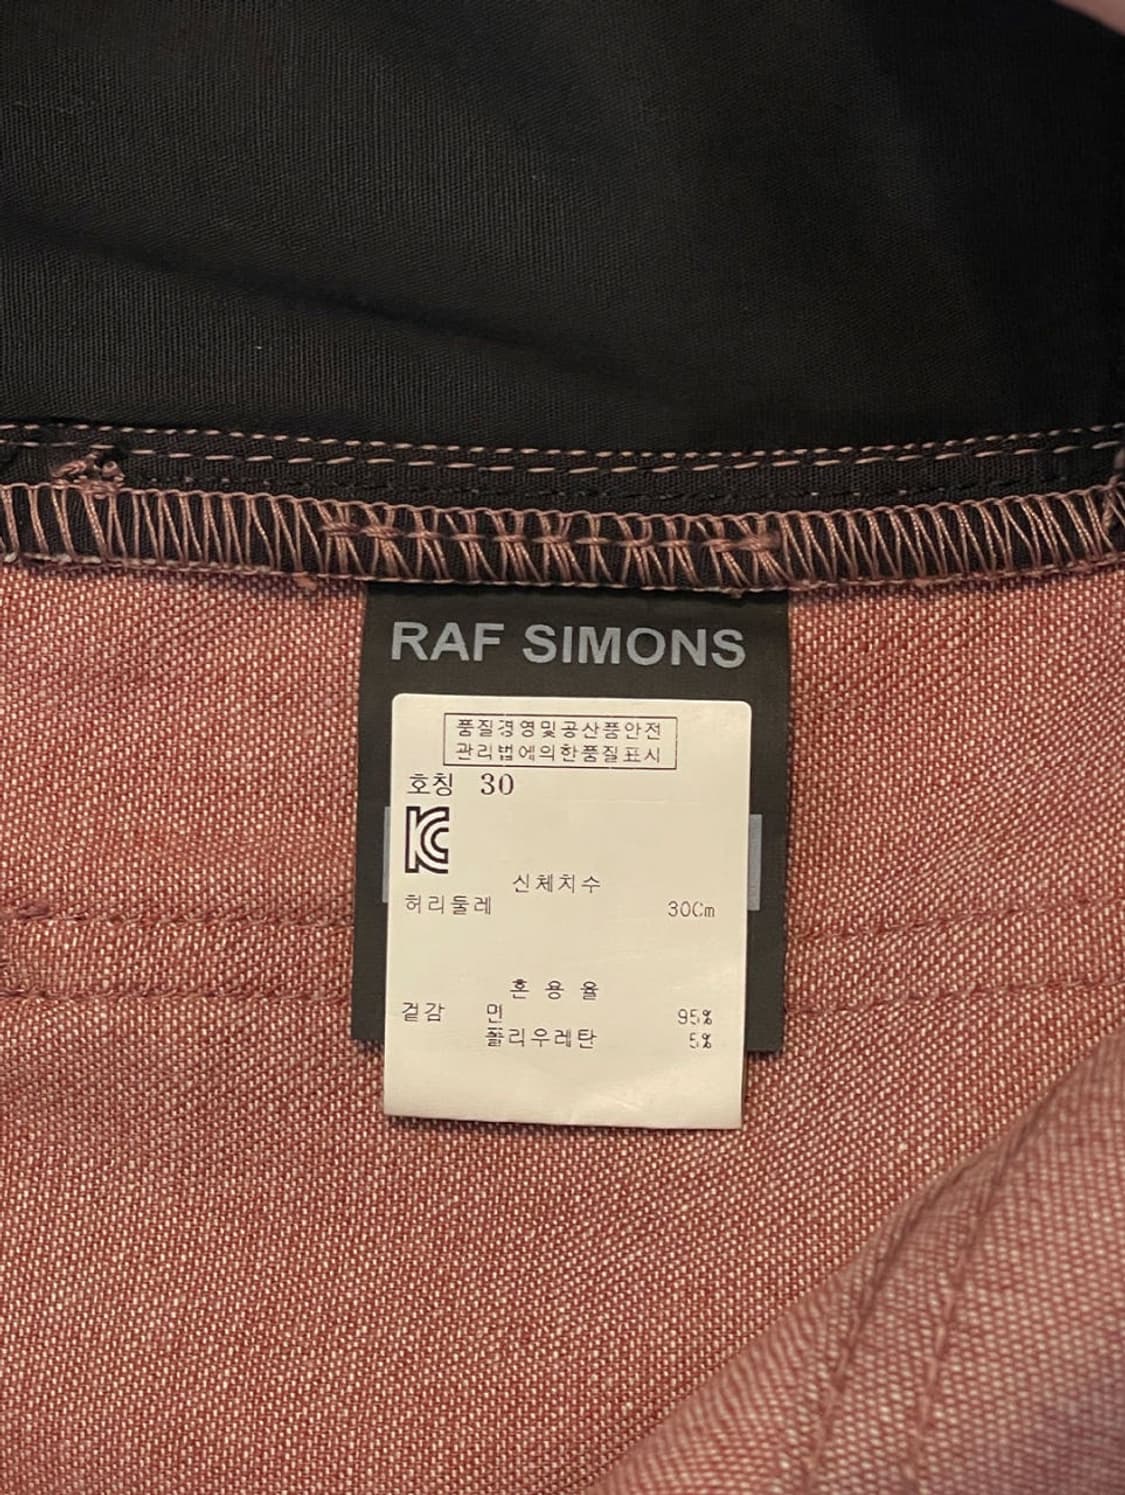 RAF SIMONS
품질경영및공산품안전
관리법에의한품질표시
호칭 30
KC
신체치수
허리둘레 30Cm
혼 용 율
겉감 면 95%
폴리우레탄 5%